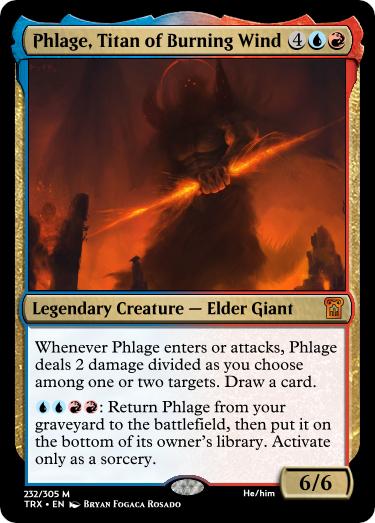 Phlage, Titan of Burning Wind 4
Legendary Creature — Elder Giant
Whenever Phlage enters or attacks, Phlage
deals 2 damage divided as you choose
among one or two targets. Draw a card.
: Return Phlage from your
graveyard to the battlefield, then put it on
the bottom of its owner's library. Activate
only as a sorcery.
6/6
232/305 M
He/him
TRX • EN Bryan Fogaca Rosado